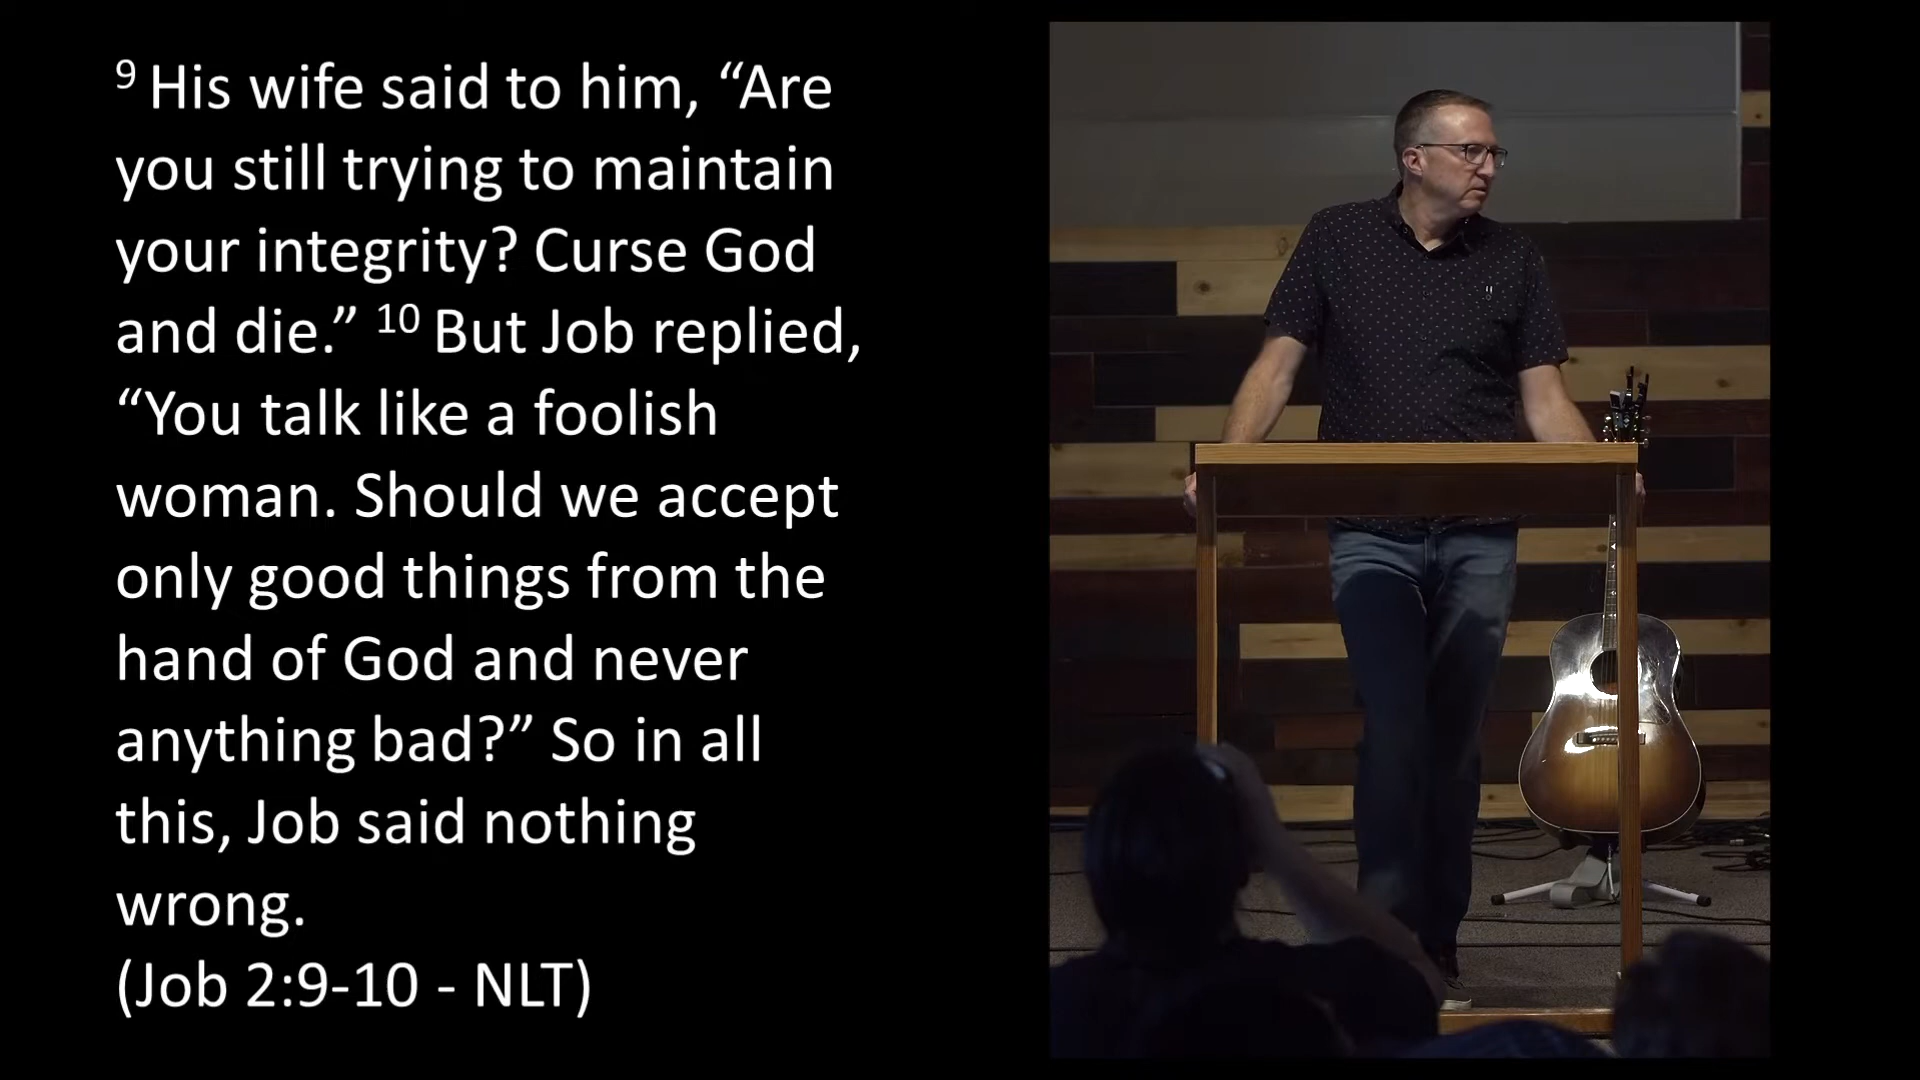 9 His wife said to him, “Are
you still trying to maintain
your integrity? Curse God
and die.” 10 But Job replied,
“You talk like a foolish
woman. Should we accept
only good things from the
hand of God and never
anything bad?” So in all
this, Job said nothing
wrong.
(Job 2:9-10 - NLT)